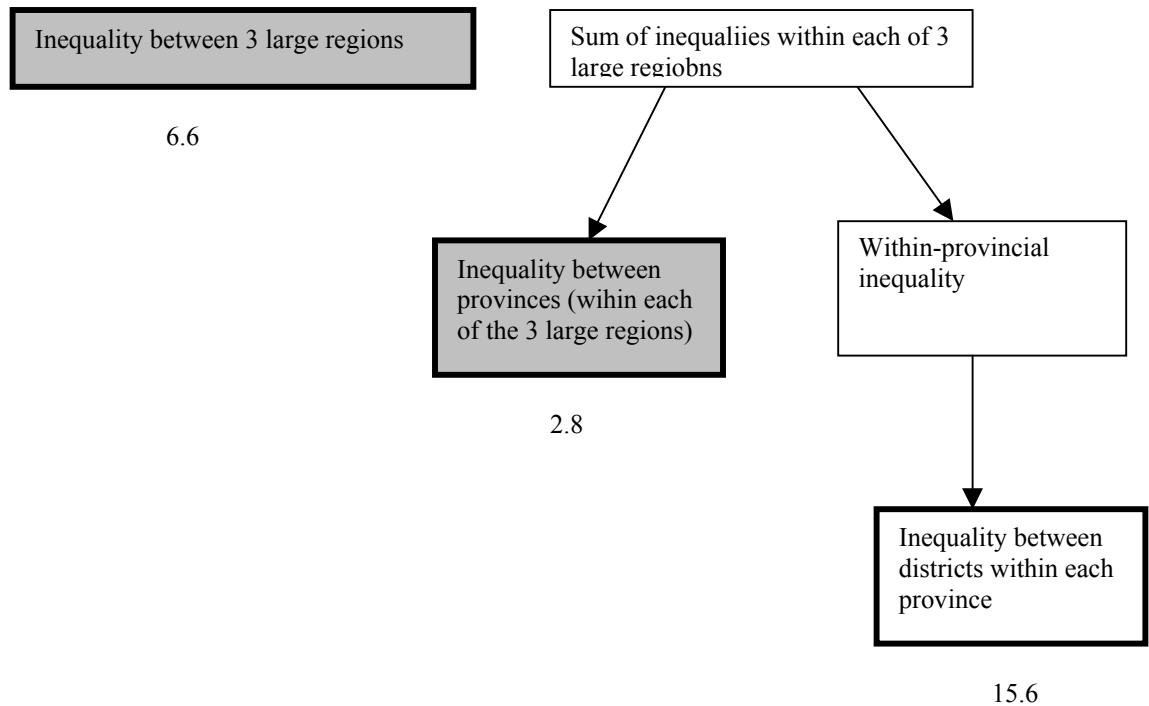 Inequality between 3 large regions
Sum of inequaliies within each of 3
large regiobns
6.6
Inequality between
provinces (wihin each
of the 3 large regions)
Within-provincial
inequality
2.8
Inequality between
districts within each
province
15.6